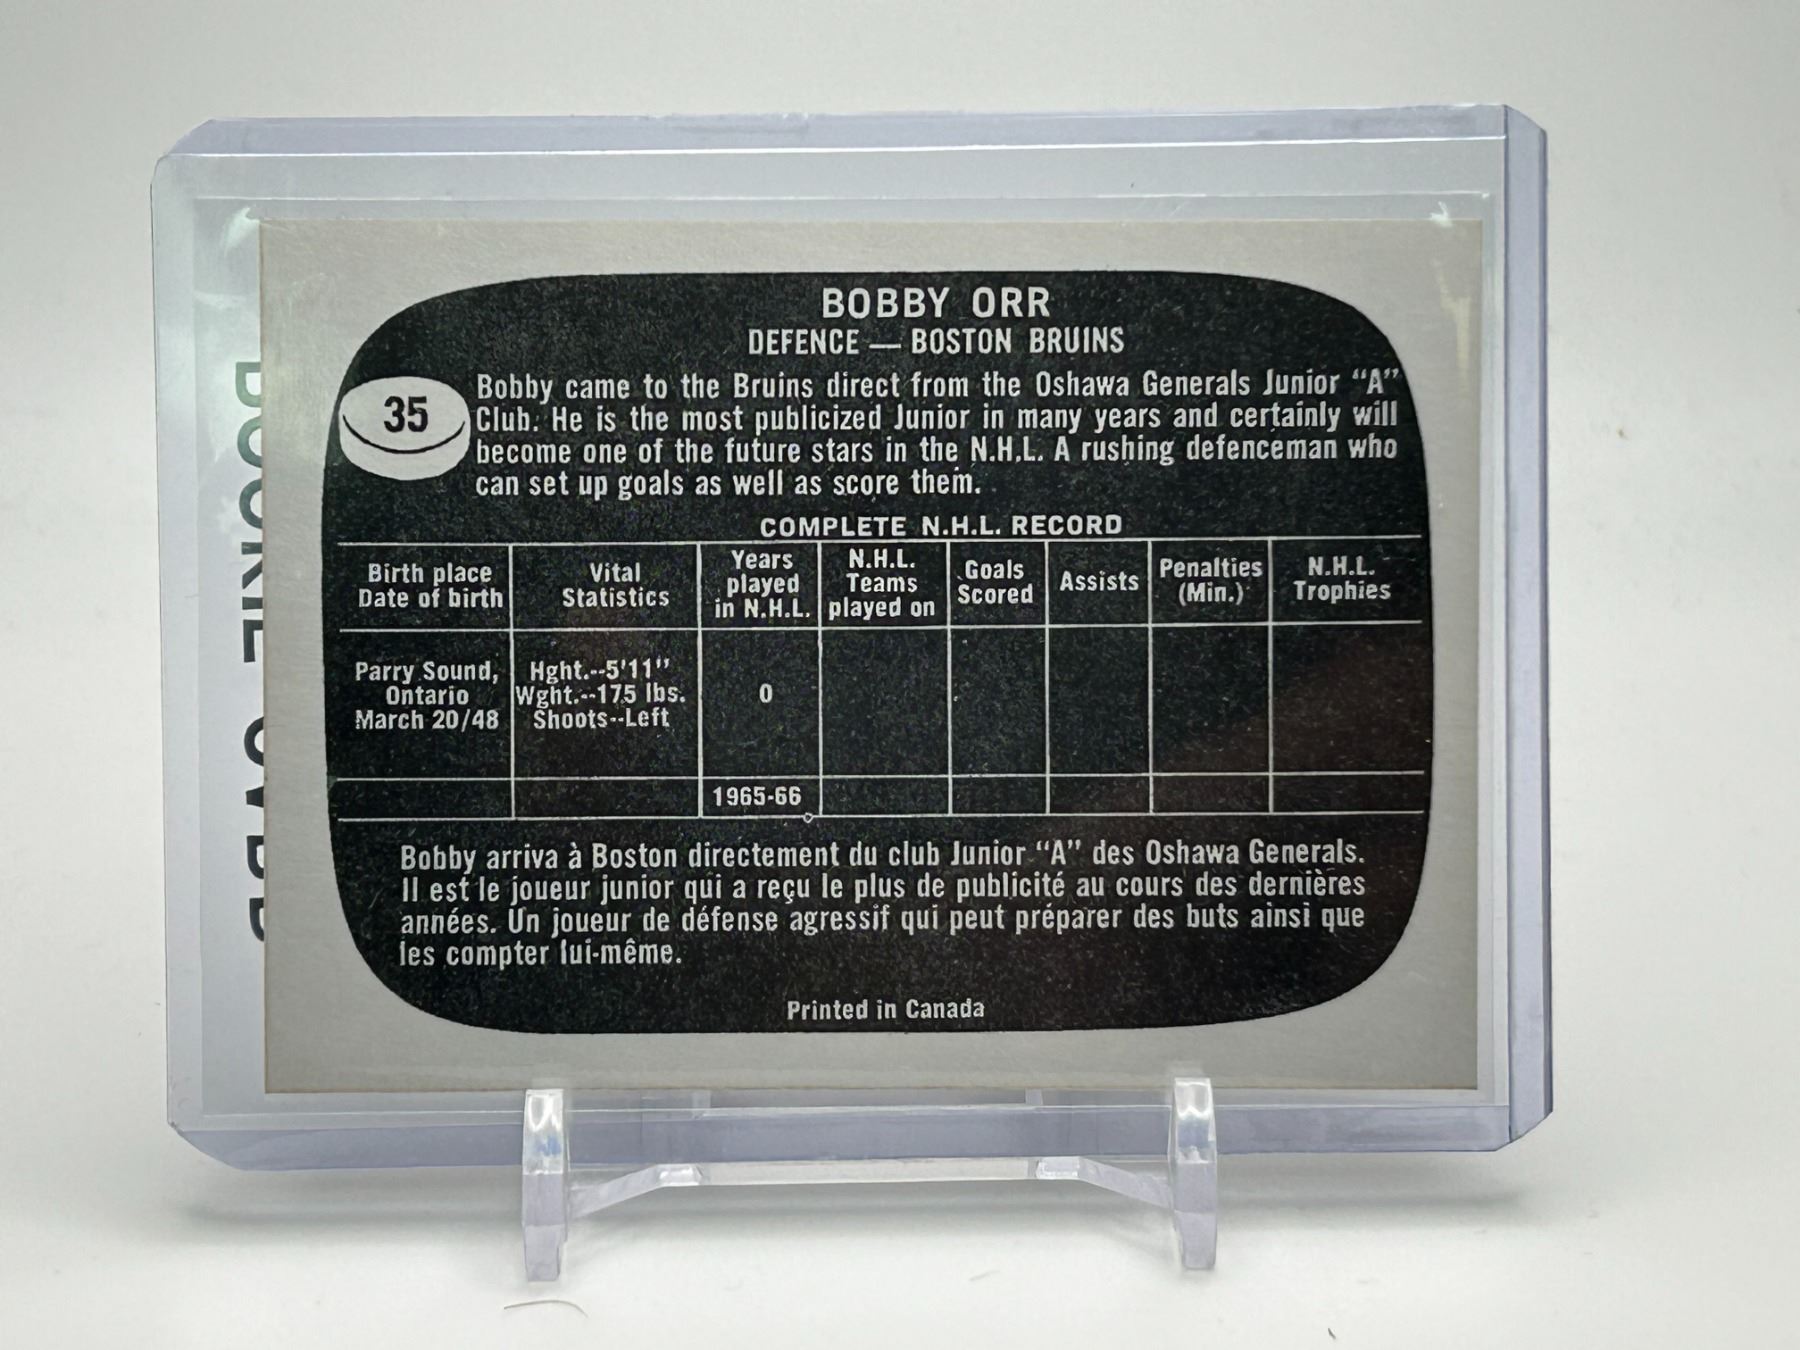 BOBBY ORR
DEFENCE — BOSTON BRUINS
35
Bobby came to the Bruins direct from the Oshawa Generals Junior “A”
Club. He is the most publicized Junior in many years and certainly will
become one of the future stars in the N.H.L. A rushing defenceman who
can set up goals as well as score them.
COMPLETE N.H.L. RECORD
Birth place
Date of birth
Vital
Statistics
Years
played
in N.H.L.
N.H.L.
Teams
played on
Goals
Scored
Assists
Penalties
(Min.)
N.H.L.
Trophies
Parry Sound,
Ontario
March 20/48
Hght.--5'11"
Wght.--175 lbs.
Shoots--Left
0
1965-66
Bobby arriva à Boston directement du club Junior “A” des Oshawa Generals.
Il est le joueur junior qui a reçu le plus de publicité au cours des dernières
années. Un joueur de défense agressif qui peut préparer des buts ainsi que
les compter lui-même.
Printed in Canada